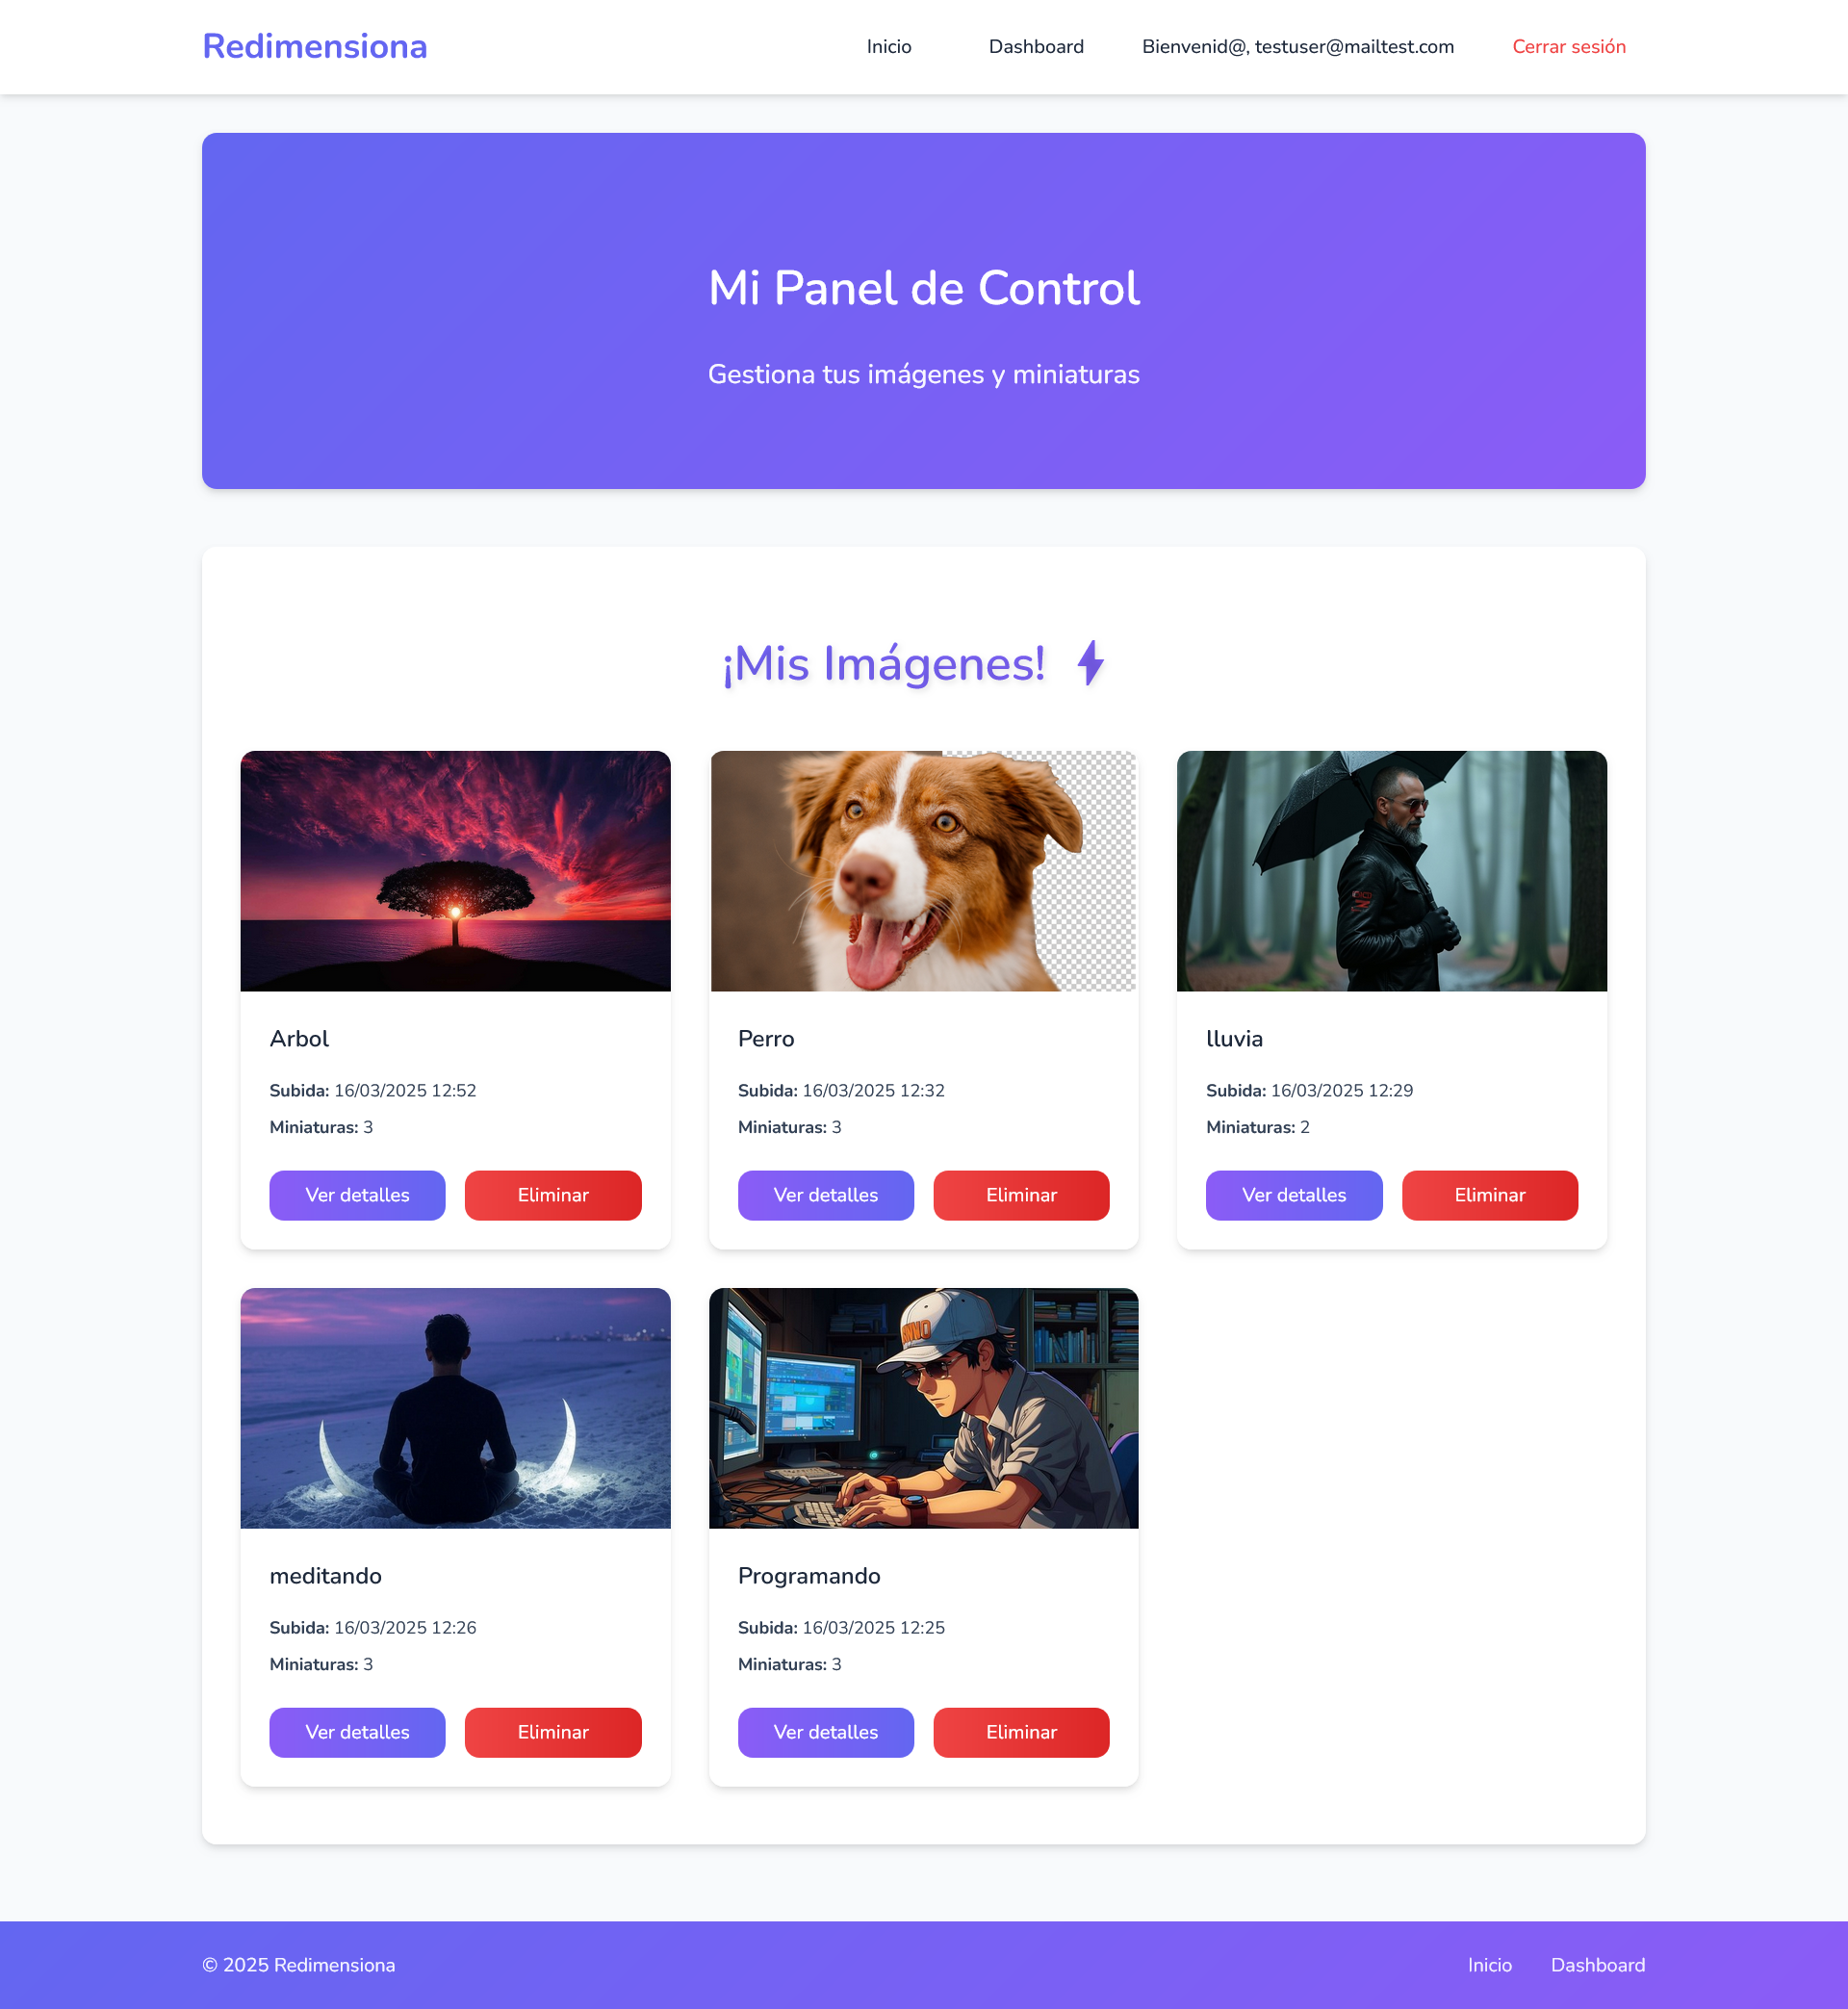 Redimensiona
Inicio
Dashboard
Bienvenid@, testuser@mailtest.com
Cerrar sesión
Mi Panel de Control
Gestiona tus imágenes y miniaturas
¡Mis Imágenes!
Arbol
Subida: 16/03/2025 12:52
Miniaturas: 3
Ver detalles
Eliminar
Perro
Subida: 16/03/2025 12:32
Miniaturas: 3
Ver detalles
Eliminar
lluvia
Subida: 16/03/2025 12:29
Miniaturas: 2
Ver detalles
Eliminar
meditando
Subida: 16/03/2025 12:26
Miniaturas: 3
Ver detalles
Eliminar
Programando
Subida: 16/03/2025 12:25
Miniaturas: 3
Ver detalles
Eliminar
© 2025 Redimensiona
Inicio
Dashboard